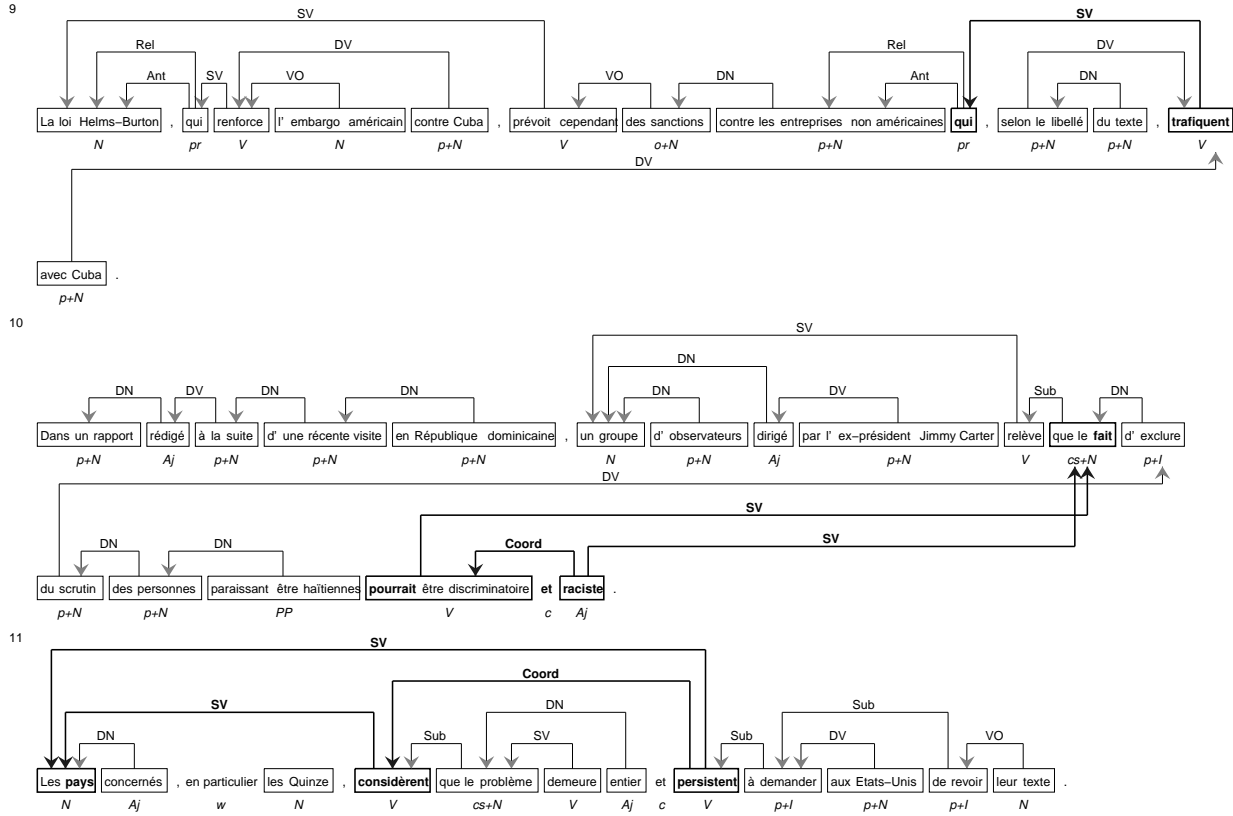 9
SV
SV
Rel DV Rel DV
Ant SV VO VO DN Ant DN
La loi Helms–Burton , qui renforce l' embargo américain contre Cuba , prévoit cependant des sanctions contre les entreprises non américaines qui , selon le libellé du texte , trafiquent
N pr V N p+N V o+N p+N pr p+N p+N V
DV
avec Cuba .
p+N
10
SV
DN
DN DV DN DN DN DV Sub DN
Dans un rapport rédigé à la suite d' une récente visite en République dominicaine , un groupe d' observateurs dirigé par l' ex–président Jimmy Carter relève que le fait d' exclure
p+N Aj p+N p+N p+N N p+N Aj p+N V cs+N p+I
DV
SV
DN DN Coord SV
du scrutin des personnes paraissant être haïtiennes pourrait être discriminatoire et raciste .
p+N p+N PP V c Aj
11
SV
Coord
SV DN Sub
DN Sub SV Sub DV VO
Les pays concernés , en particulier les Quinze , considèrent que le problème demeure entier et persistent à demander aux Etats–Unis de revoir leur texte .
N Aj w N V cs+N V Aj c V p+I p+N p+I N